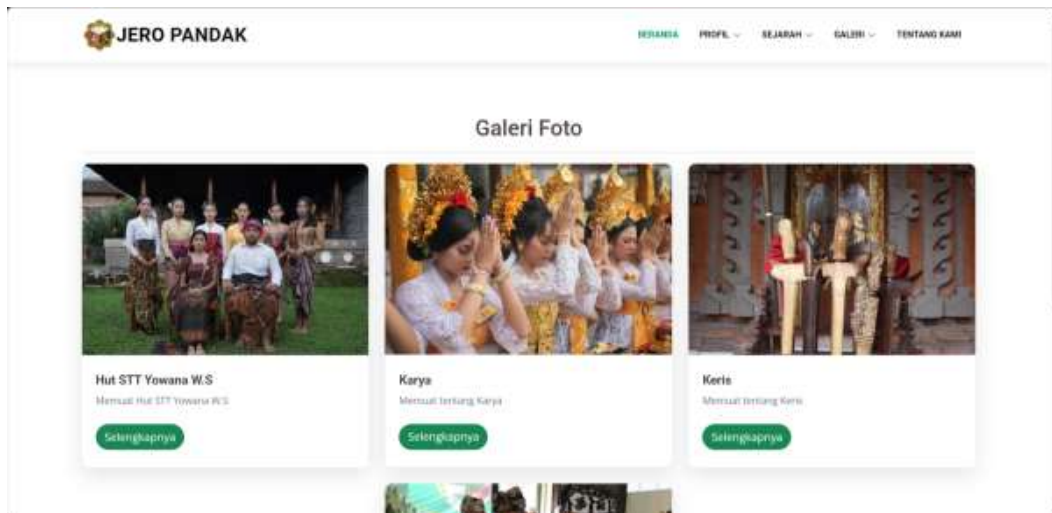 JERO PANDAK
BERANDA PROFIL SEJARAH GALERI TENTANG KAMI
Galeri Foto
Hut STT Yowana W.S
Memuat Hut STT Yowana W.S
Selengkapnya
Karya
Memuat tentang Karya
Selengkapnya
Keris
Memuat tentang Keris
Selengkapnya